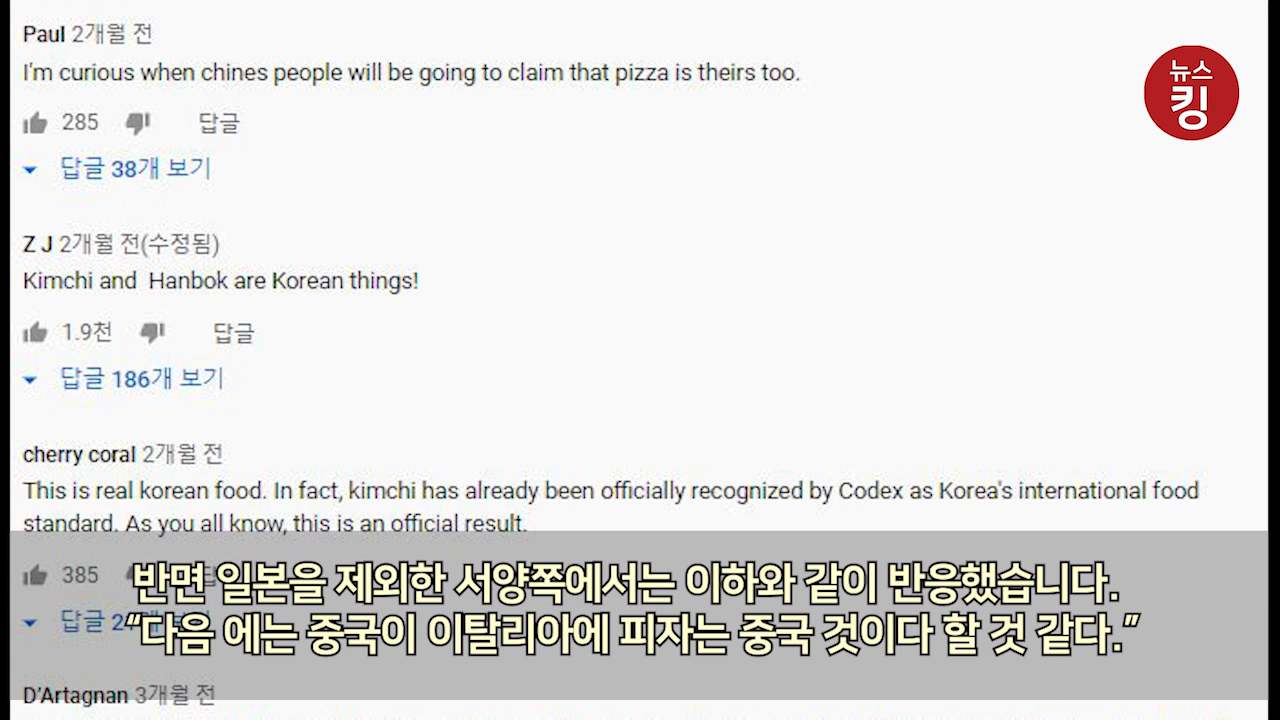 Paul 2개월 전
뉴스
킹
I'm curious when chines people will be going to claim that pizza is theirs too.
285 답글
답글 38개 보기
Z J 2개월 전(수정됨)
Kimchi and Hanbok are Korean things!
1.9천 답글
답글 186개 보기
cherry coral 2개월 전
This is real korean food. In fact, kimchi has already been officially recognized by Codex as Korea's international food
standard. As you all know, this is an official result.
385
반면 일본을 제외한 서양쪽에서는 이하와 같이 반응했습니다.
답글
“다음 에는 중국이 이탈리아에 피자는 중국 것이다 할 것 같다.”
D'Artagnan 3개월 전